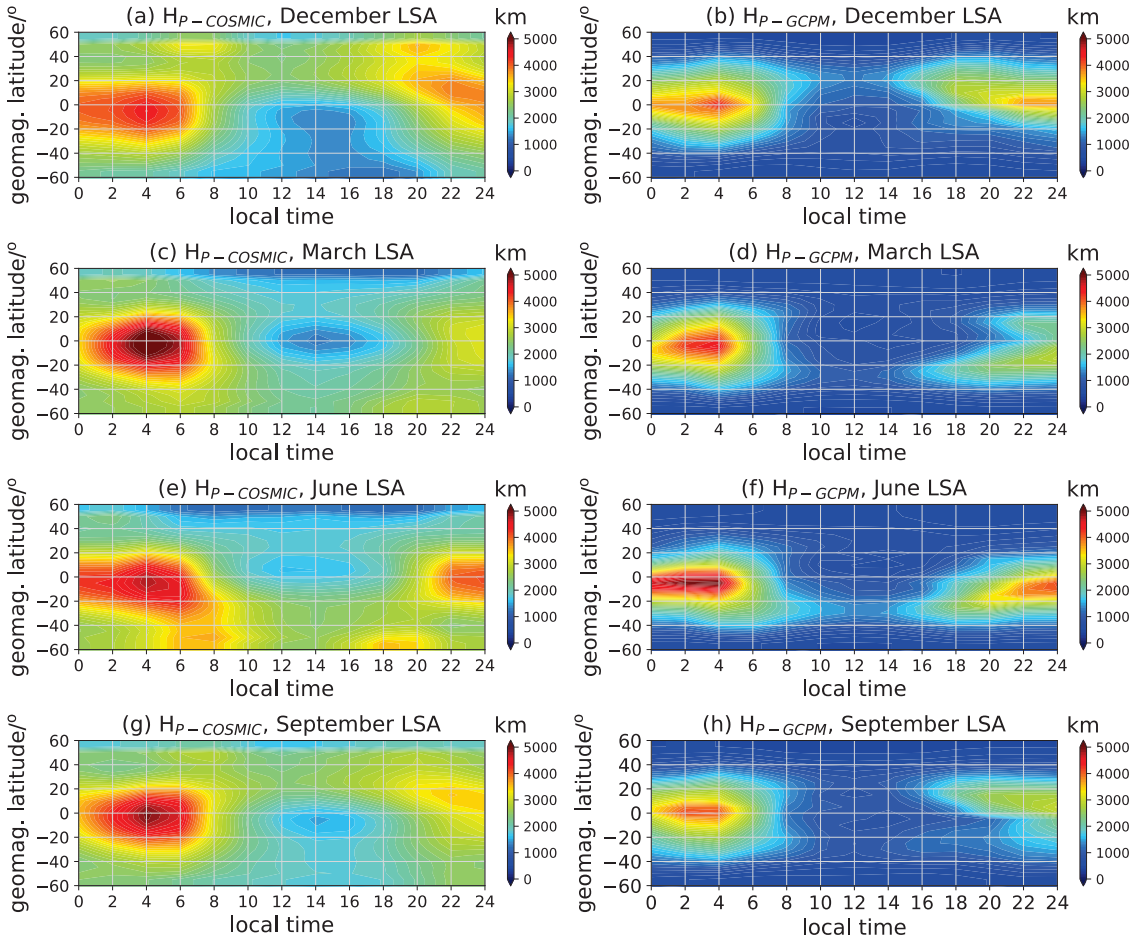 (a) H_P−COSMIC, December LSA
km
geomag. latitude/°
60
40
20
0
−20
−40
−60
0 2 4 6 8 10 12 14 16 18 20 22 24
local time
5000
4000
3000
2000
1000
0
(b) H_P−GCPM, December LSA
km
geomag. latitude/°
60
40
20
0
−20
−40
−60
0 2 4 6 8 10 12 14 16 18 20 22 24
local time
5000
4000
3000
2000
1000
0
(c) H_P−COSMIC, March LSA
km
geomag. latitude/°
60
40
20
0
−20
−40
−60
0 2 4 6 8 10 12 14 16 18 20 22 24
local time
5000
4000
3000
2000
1000
0
(d) H_P−GCPM, March LSA
km
geomag. latitude/°
60
40
20
0
−20
−40
−60
0 2 4 6 8 10 12 14 16 18 20 22 24
local time
5000
4000
3000
2000
1000
0
(e) H_P−COSMIC, June LSA
km
geomag. latitude/°
60
40
20
0
−20
−40
−60
0 2 4 6 8 10 12 14 16 18 20 22 24
local time
5000
4000
3000
2000
1000
0
(f) H_P−GCPM, June LSA
km
geomag. latitude/°
60
40
20
0
−20
−40
−60
0 2 4 6 8 10 12 14 16 18 20 22 24
local time
5000
4000
3000
2000
1000
0
(g) H_P−COSMIC, September LSA
km
geomag. latitude/°
60
40
20
0
−20
−40
−60
0 2 4 6 8 10 12 14 16 18 20 22 24
local time
5000
4000
3000
2000
1000
0
(h) H_P−GCPM, September LSA
km
geomag. latitude/°
60
40
20
0
−20
−40
−60
0 2 4 6 8 10 12 14 16 18 20 22 24
local time
5000
4000
3000
2000
1000
0